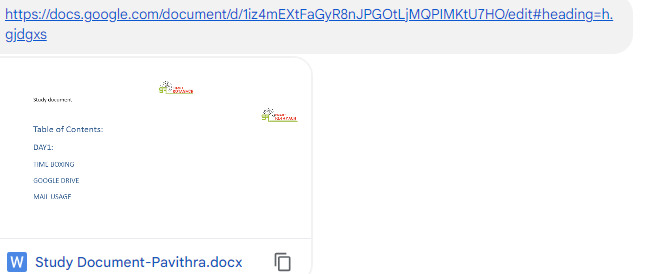 https://docs.google.com/document/d/1iz4mEXtFaGyR8nJPGOtLjMQPIMKtU7HO/edit#heading=h.
gjdgxs
Study document
Table of Contents:
DAY1:
TIME BOXING
GOOGLE DRIVE
MAIL USAGE
W Study Document-Pavithra.docx